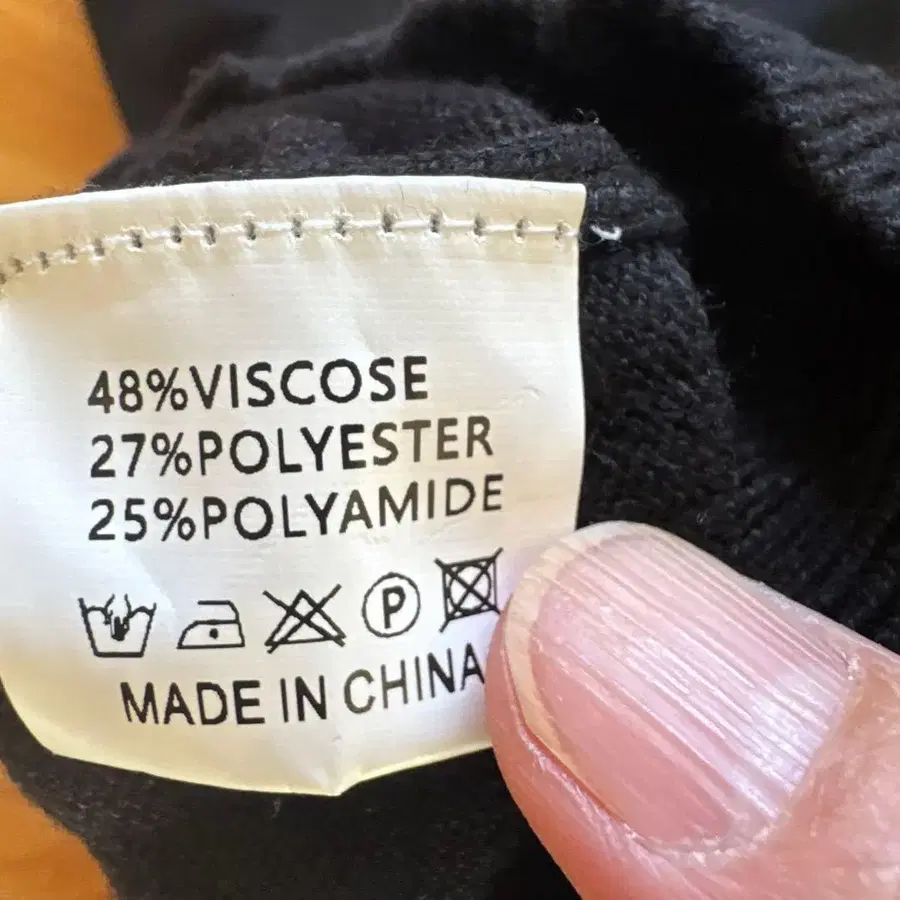 48%VISCOSE
27%POLYESTER
25%POLYAMIDE
P
MADE IN CHINA